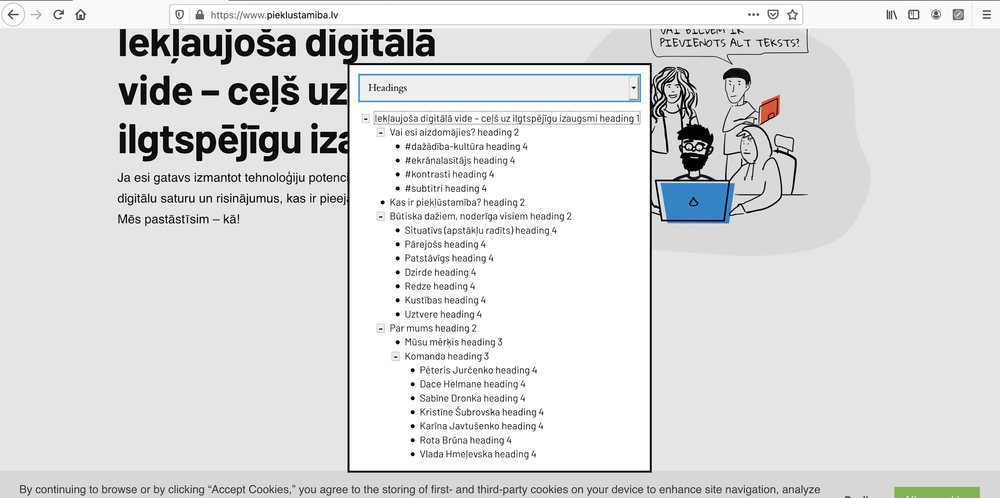 https://www.pieklustamiba.lv
Iekļaujoša digitālā
vide – ceļš uz
ilgtspējīgu iza
Ja esi gatavs izmantot tehnoloģiju potenci
digitālu saturu un risinājumus, kas ir pieeja
Mēs pastāstīsim – kā!
VAI BILDĒM IR
PIEVIENOTS ALT TEKSTS?
Headings
Iekļaujoša digitālā vide – ceļš uz ilgtspējīgu izaugsmi heading 1
Vai esi aizdomājies? heading 2
#dažādība-kultūra heading 4
#ekrānalasītājs heading 4
#kontrasti heading 4
#subtitri heading 4
Kas ir piekļūstamība? heading 2
Būtiska dažiem, noderīga visiem heading 2
Situatīvs (apstākļu radīts) heading 4
Pārejošs heading 4
Patstāvīgs heading 4
Dzirde heading 4
Redze heading 4
Kustības heading 4
Uztvere heading 4
Par mums heading 2
Mūsu mērķis heading 3
Komanda heading 3
Pēteris Jurčenko heading 4
Dace Helmane heading 4
Sabīne Dronka heading 4
Kristīne Šubrovska heading 4
Karīna Javtušenko heading 4
Rota Brūna heading 4
Vlada Hmeļevska heading 4
By continuing to browse or by clicking “Accept Cookies,” you agree to the storing of first- and third-party cookies on your device to enhance site navigation, analyze